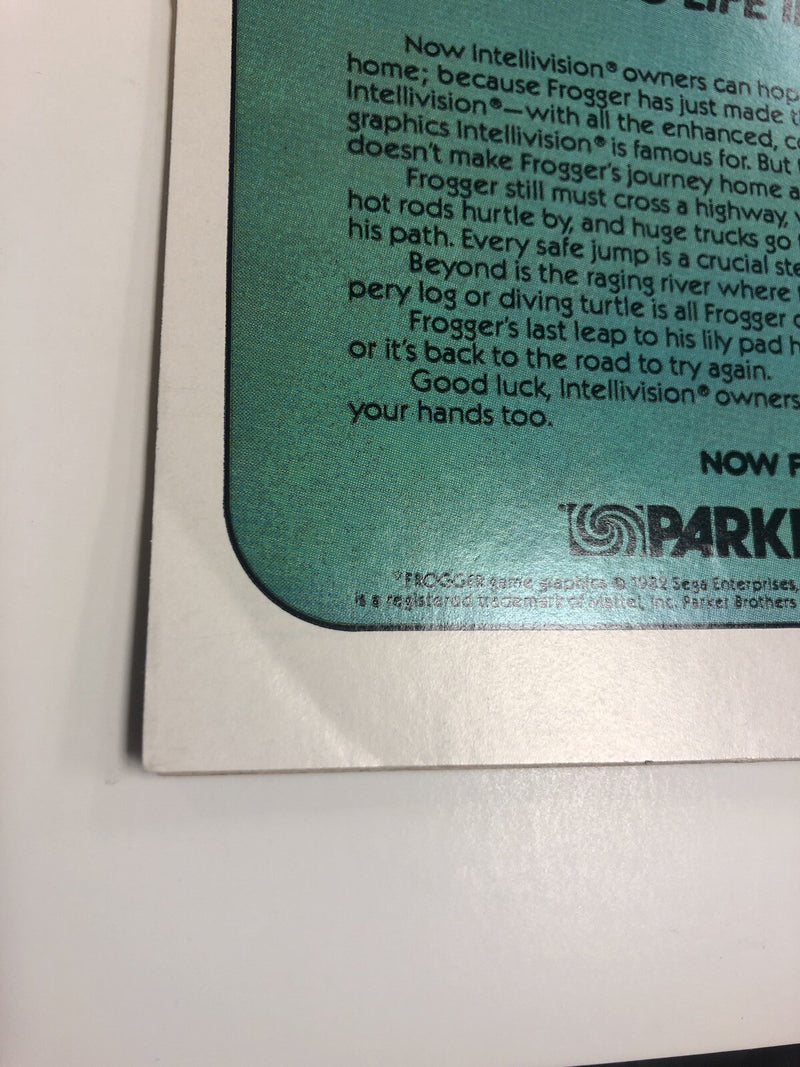 LIFE I
Now Intellivision® owners can hop
home; because Frogger has just made t
Intellivision®—with all the enhanced, co
graphics Intellivision® is famous for. But
doesn't make Frogger's journey home a
Frogger still must cross a highway,
hot rods hurtle by, and huge trucks go
his path. Every safe jump is a crucial ste
Beyond is the raging river where
pery log or diving turtle is all Frogger
Frogger's last leap to his lily pad h
or it's back to the road to try again.
Good luck, Intellivision® owners
your hands too.
NOW F
PARKE
FROGGER game graphics © 1982 Sega Enterprises,
is a registered trademark of Mattel, Inc. Parker Brothers